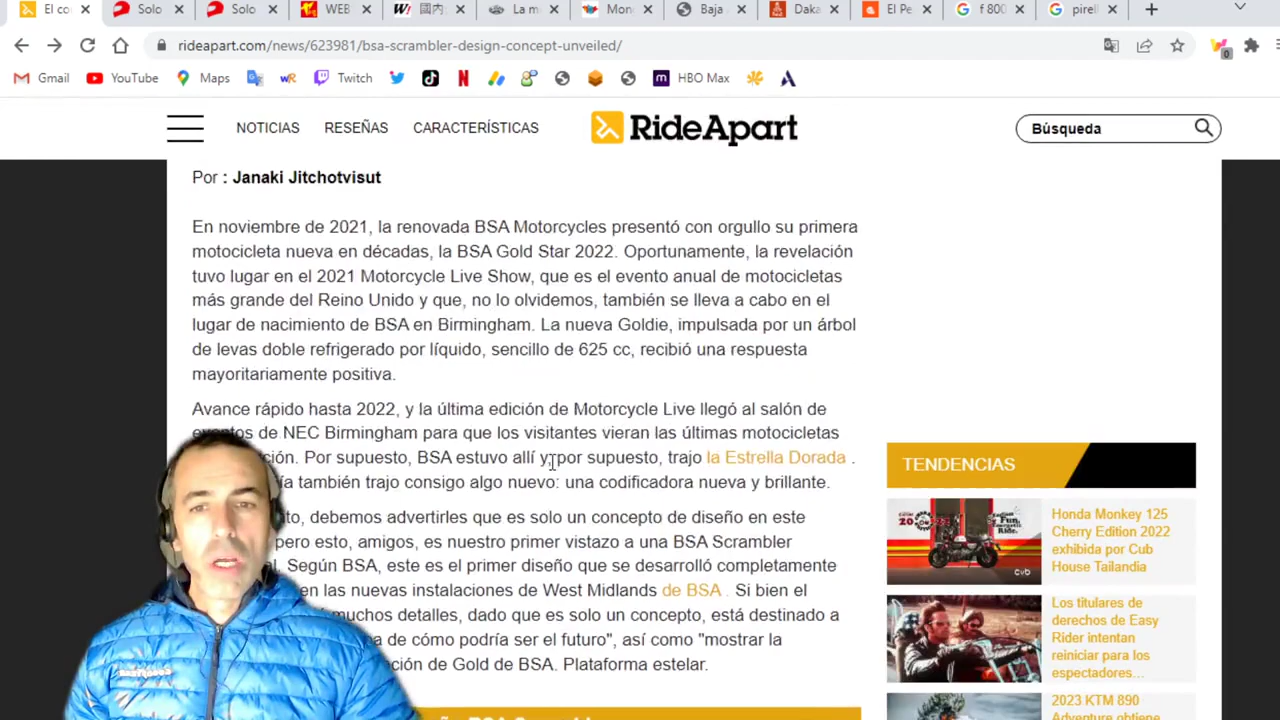 El co
Solo
Solo
WEB
W! 國內
La m
Mon
Baja
Daka
El Pe
f 800
pirell
rideapart.com/news/623981/bsa-scrambler-design-concept-unveiled/
0
Gmail YouTube Maps wR Twitch HBO Max
NOTICIAS RESEÑAS CARACTERÍSTICAS RideApart Búsqueda
Por : Janaki Jitchotvisut
En noviembre de 2021, la renovada BSA Motorcycles presentó con orgullo su primera
motocicleta nueva en décadas, la BSA Gold Star 2022. Oportunamente, la revelación
tuvo lugar en el 2021 Motorcycle Live Show, que es el evento anual de motocicletas
más grande del Reino Unido y que, no lo olvidemos, también se lleva a cabo en el
lugar de nacimiento de BSA en Birmingham. La nueva Goldie, impulsada por un árbol
de levas doble refrigerado por líquido, sencillo de 625 cc, recibió una respuesta
mayoritariamente positiva.
Avance rápido hasta 2022, y la última edición de Motorcycle Live llegó al salón de
eventos de NEC Birmingham para que los visitantes vieran las últimas motocicletas
ción. Por supuesto, BSA estuvo allí y, por supuesto, trajo la Estrella Dorada .
ía también trajo consigo algo nuevo: una codificadora nueva y brillante.
to, debemos advertirles que es solo un concepto de diseño en este
per esto, amigos, es nuestro primer vistazo a una BSA Scrambler
l. Según BSA, este es el primer diseño que se desarrolló completamente
en las nuevas instalaciones de West Midlands de BSA . Si bien el
muchos detalles, dado que es solo un concepto, está destinado a
a de cómo podría ser el futuro", así como "mostrar la
ción de Gold de BSA. Plataforma estelar.
TENDENCIAS
Honda Monkey 125
Cherry Edition 2022
exhibida por Cub
House Tailandia
Los titulares de
derechos de Easy
Rider intentan
reiniciar para los
espectadores...
2023 KTM 890
Adventure obtiene